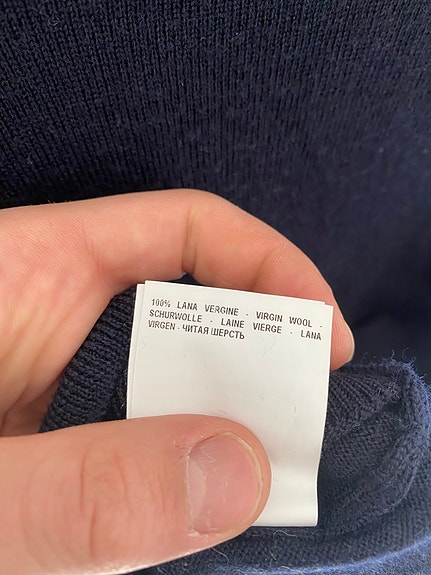 100% LANA VERGINE - VIRGIN WOOL -
SCHURWOLLE - LAINE VIERGE - LANA
VIRGEN - ЧИТАЯ ШЕРСТЬ